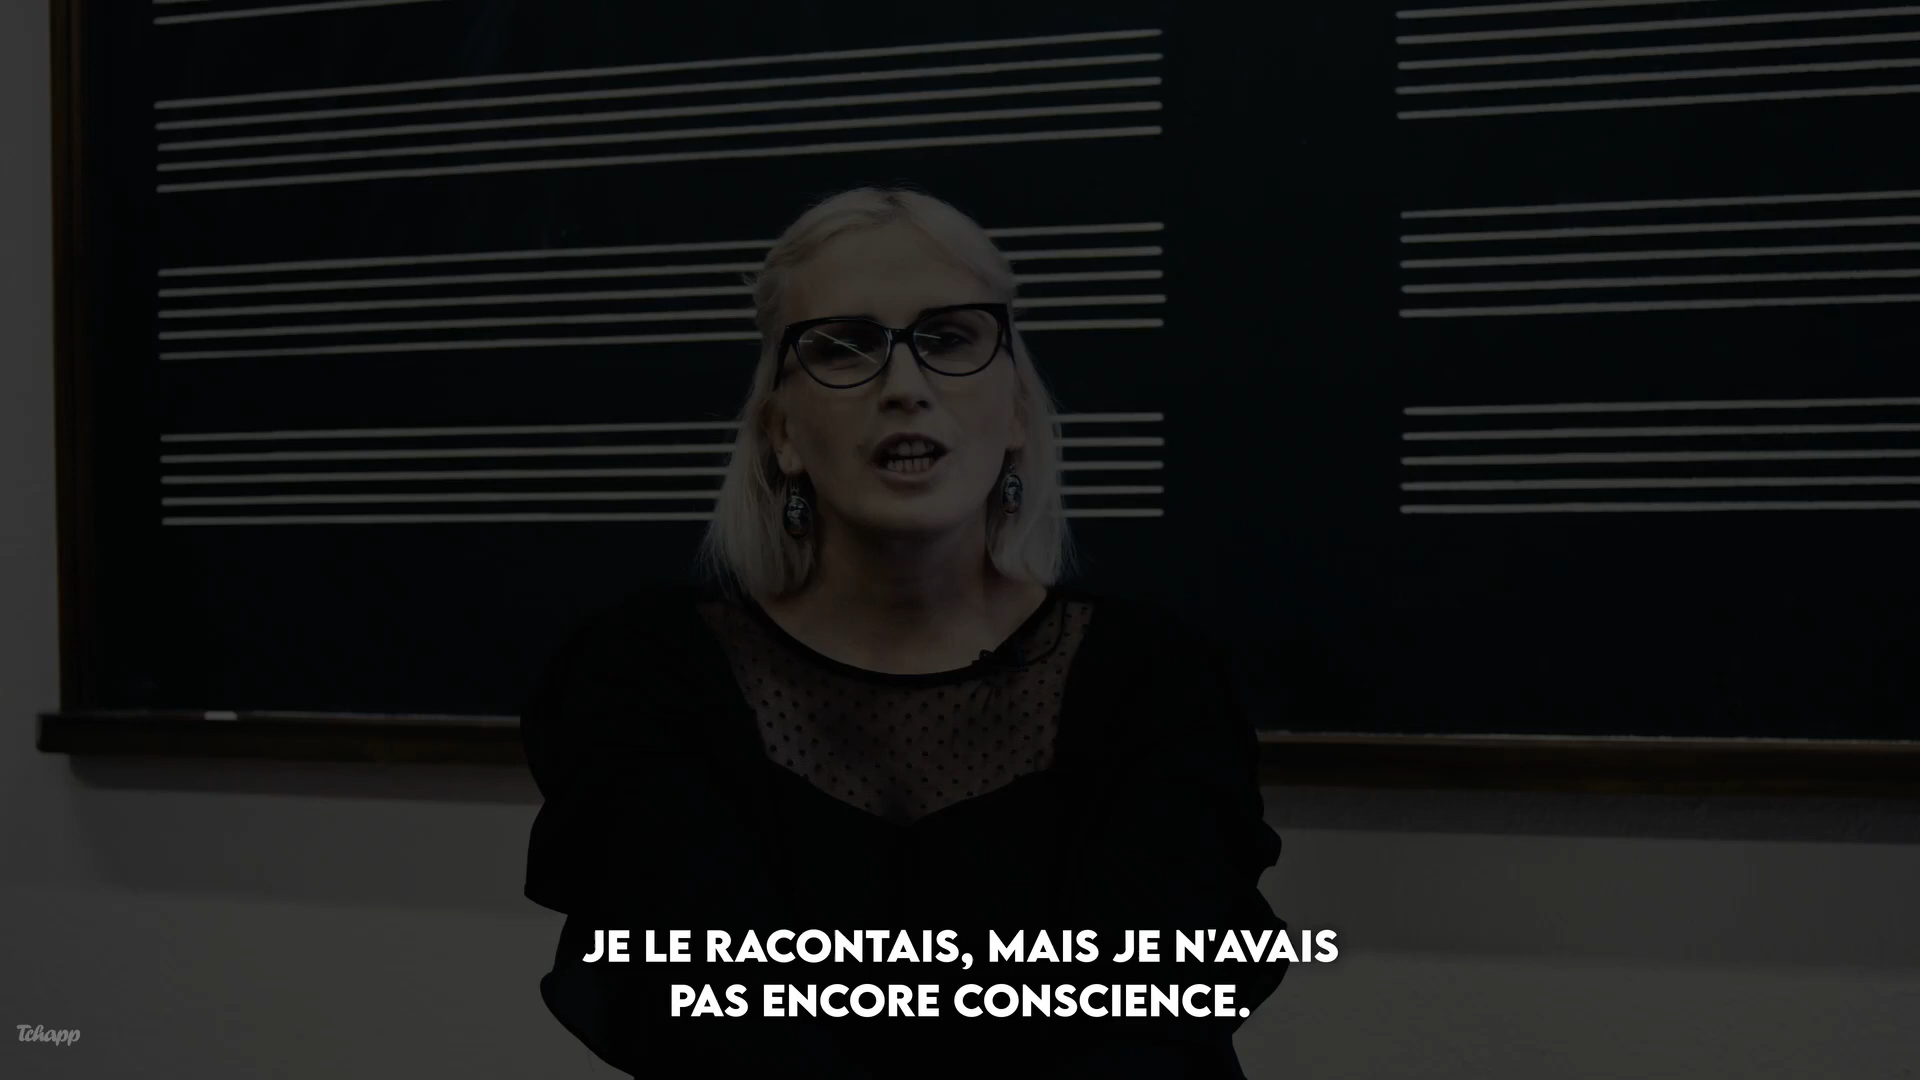 JE LE RACONTAIS, MAIS JE N'AVAIS
PAS ENCORE CONSCIENCE.
Tchapp